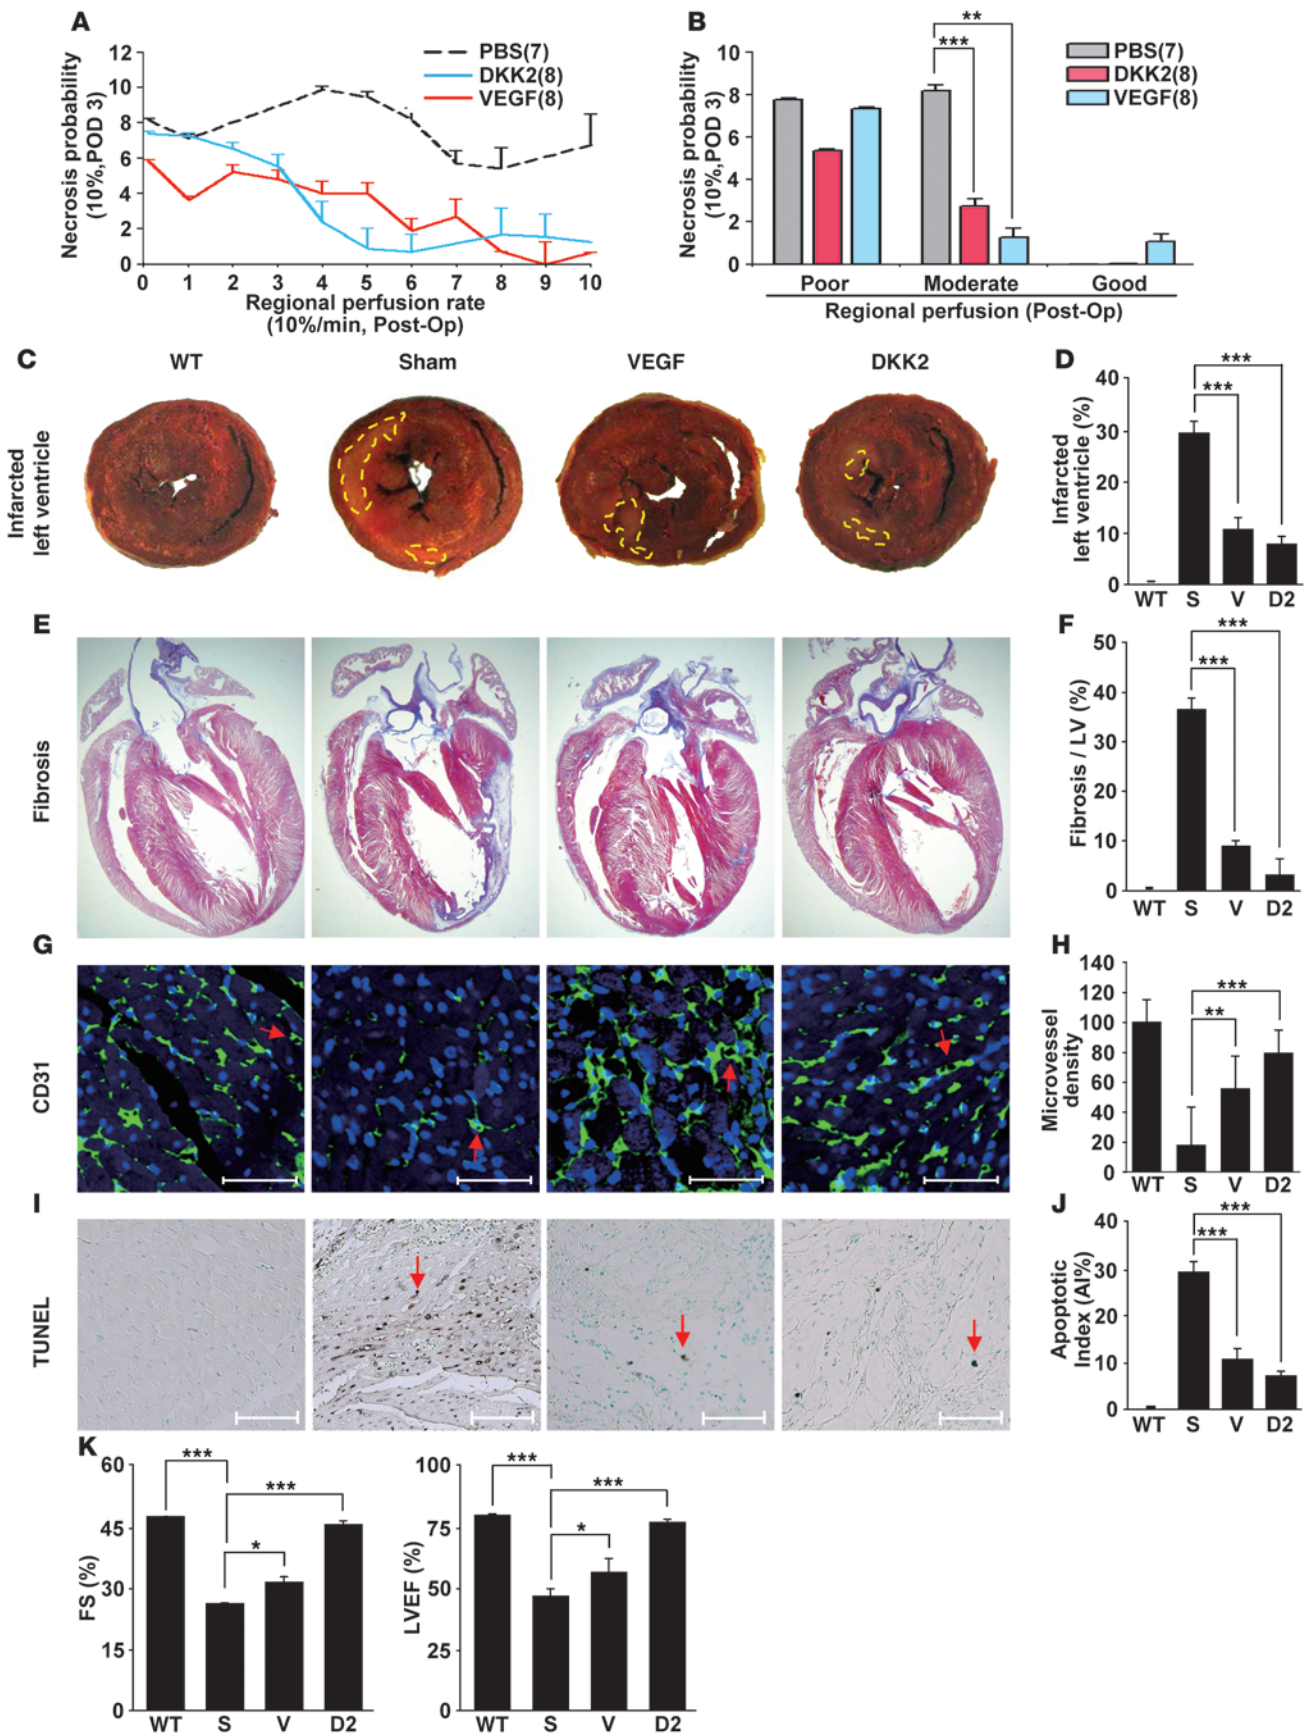 A
Necrosis probability
(10%,POD 3)
12
10
8
6
4
2
0
PBS(7)
DKK2(8)
VEGF(8)
0 1 2 3 4 5 6 7 8 9 10
Regional perfusion rate
(10%/min, Post-Op)
B
Necrosis probability
(10%,POD 3)
10
8
6
4
2
0
**
***
PBS(7)
DKK2(8)
VEGF(8)
Poor Moderate Good
Regional perfusion (Post-Op)
C
WT Sham VEGF DKK2
Infarcted
left ventricle
D
Infarcted
left ventricle (%)
40
30
20
10
0
***
***
WT S V D2
E
Fibrosis
F
Fibrosis / LV (%)
50
40
30
20
10
0
***
***
WT S V D2
G
CD31
H
Microvessel
density
140
120
100
80
60
40
20
0
***
**
WT S V D2
I
TUNEL
J
Apoptotic
Index (AI%)
40
30
20
10
0
***
***
WT S V D2
K
FS (%)
60
45
30
15
0
***
***
*
WT S V D2
LVEF (%)
100
75
50
25
0
***
***
*
WT S V D2